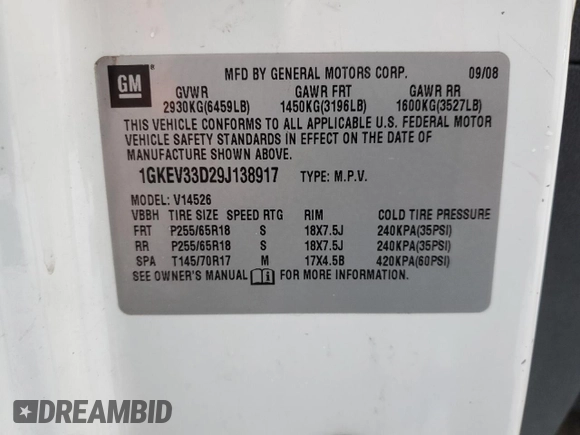 GM
®
MFD BY GENERAL MOTORS CORP. 09/08
GVWR GAWR FRT GAWR RR
2930KG(6459LB) 1450KG(3196LB) 1600KG(3527LB)
THIS VEHICLE CONFORMS TO ALL APPLICABLE U.S. FEDERAL MOTOR
VEHICLE SAFETY STANDARDS IN EFFECT ON THE DATE OF
MANUFACTURE SHOWN ABOVE.
1GKEV33D29J138917 TYPE: M.P.V.
MODEL: V14526
VBBH TIRE SIZE SPEED RTG RIM COLD TIRE PRESSURE
FRT P255/65R18 S 18X7.5J 240KPA(35PSI)
RR P255/65R18 S 18X7.5J 240KPA(35PSI)
SPA T145/70R17 M 17X4.5B 420KPA(60PSI)
SEE OWNER'S MANUAL FOR MORE INFORMATION.
DREAMBID